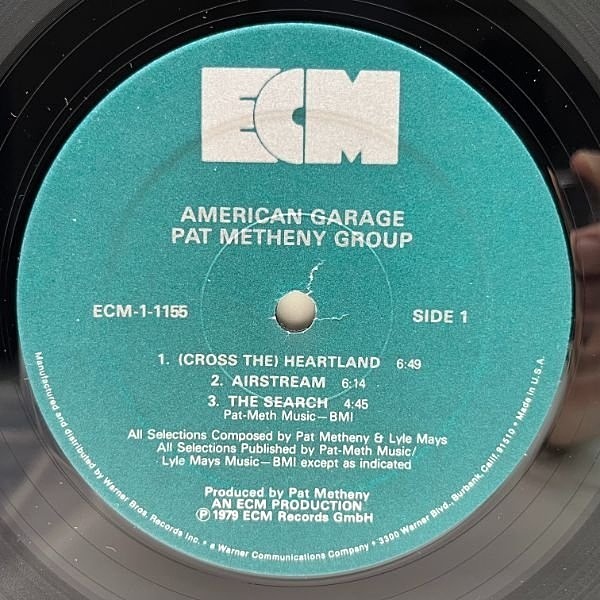 ECM
AMERICAN GARAGE
PAT METHENY GROUP
ECM-1-1155
SIDE 1
1. (CROSS THE) HEARTLAND 6:49
2. AIRSTREAM 6:14
3. THE SEARCH 4:45
Pat-Meth Music—BMI
All Selections Composed by Pat Metheny & Lyle Mays
All Selections Published by Pat-Meth Music/
Lyle Mays Music—BMI except as indicated
Produced by Pat Metheny
AN ECM PRODUCTION
Ⓟ 1979 ECM Records GmbH
Manufactured and distributed by Warner Bros. Records Inc. • a Warner Communications Company • 3300 Warner Blvd., Burbank, Calif. 91510 • Made in U.S.A.